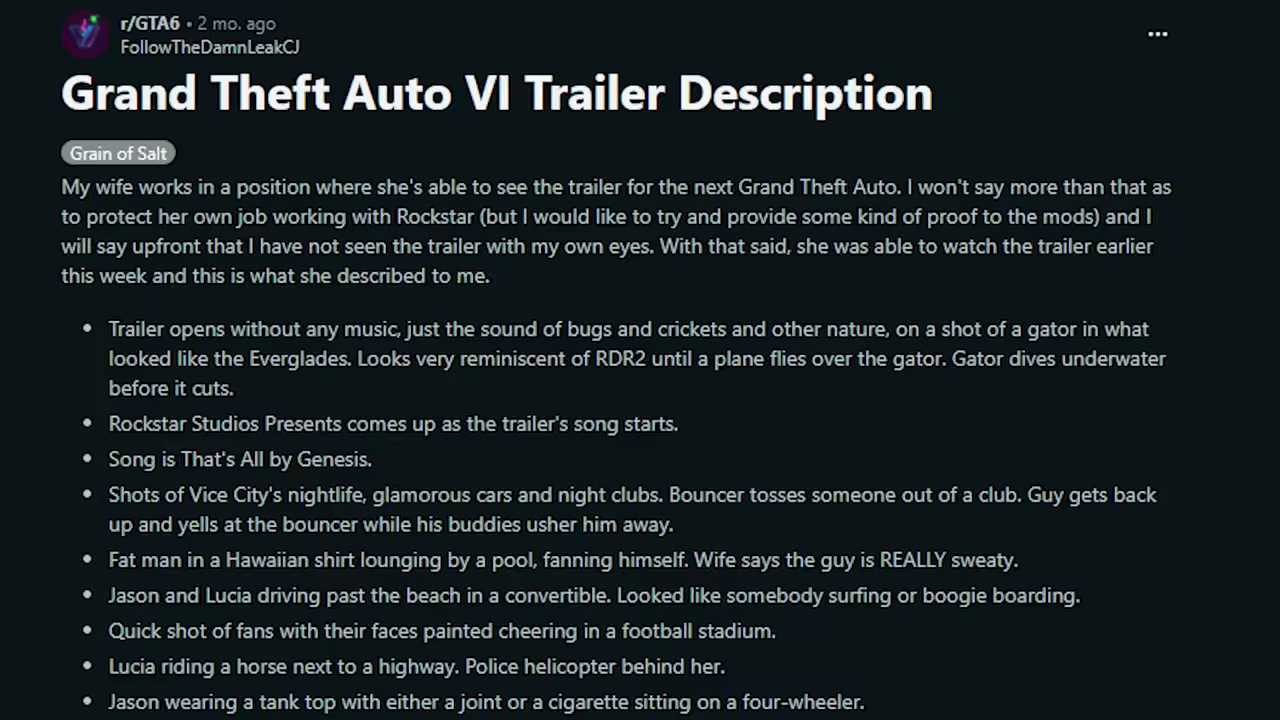 r/GTA6 • 2 mo. ago
FollowTheDamnLeakCJ
Grand Theft Auto VI Trailer Description
Grain of Salt
My wife works in a position where she's able to see the trailer for the next Grand Theft Auto. I won't say more than that as
to protect her own job working with Rockstar (but I would like to try and provide some kind of proof to the mods) and I
will say upfront that I have not seen the trailer with my own eyes. With that said, she was able to watch the trailer earlier
this week and this is what she described to me.
• Trailer opens without any music, just the sound of bugs and crickets and other nature, on a shot of a gator in what
looked like the Everglades. Looks very reminiscent of RDR2 until a plane flies over the gator. Gator dives underwater
before it cuts.
• Rockstar Studios Presents comes up as the trailer's song starts.
• Song is That's All by Genesis.
• Shots of Vice City's nightlife, glamorous cars and night clubs. Bouncer tosses someone out of a club. Guy gets back
up and yells at the bouncer while his buddies usher him away.
• Fat man in a Hawaiian shirt lounging by a pool, fanning himself. Wife says the guy is REALLY sweaty.
• Jason and Lucia driving past the beach in a convertible. Looked like somebody surfing or boogie boarding.
• Quick shot of fans with their faces painted cheering in a football stadium.
• Lucia riding a horse next to a highway. Police helicopter behind her.
• Jason wearing a tank top with either a joint or a cigarette sitting on a four-wheeler.